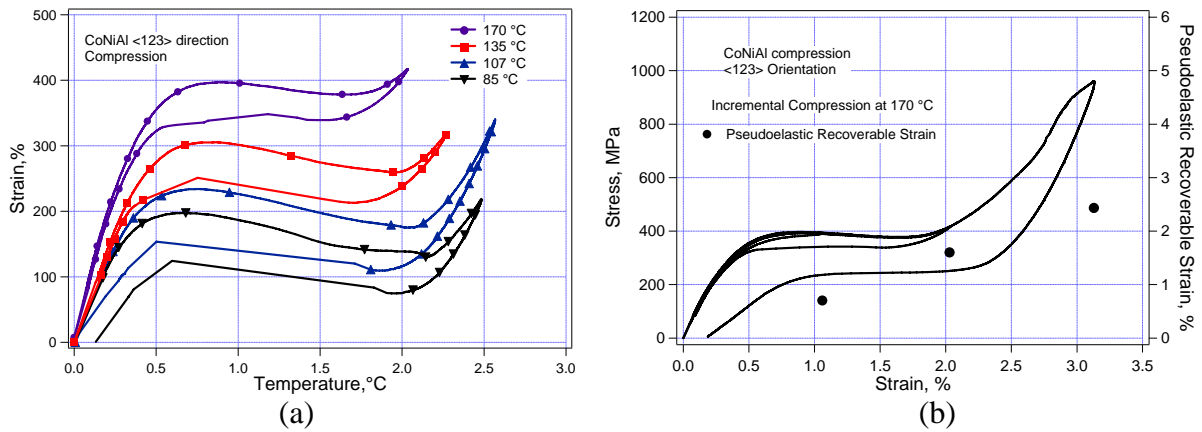 500
400
300
200
100
0
Strain,%
CoNiAl <123> direction
Compression
170 °C
135 °C
107 °C
85 °C
0.0 0.5 1.0 1.5 2.0 2.5 3.0
Temperature,°C
(a)
1200
1000
800
600
400
200
0
Stress, MPa
CoNiAl compression
<123> Orientation
Incremental Compression at 170 °C
Pseudoelastic Recoverable Strain
6
5
4
3
2
1
0
Pseudoelastic Recoverable Strain, %
0.0 0.5 1.0 1.5 2.0 2.5 3.0 3.5
Strain, %
(b)